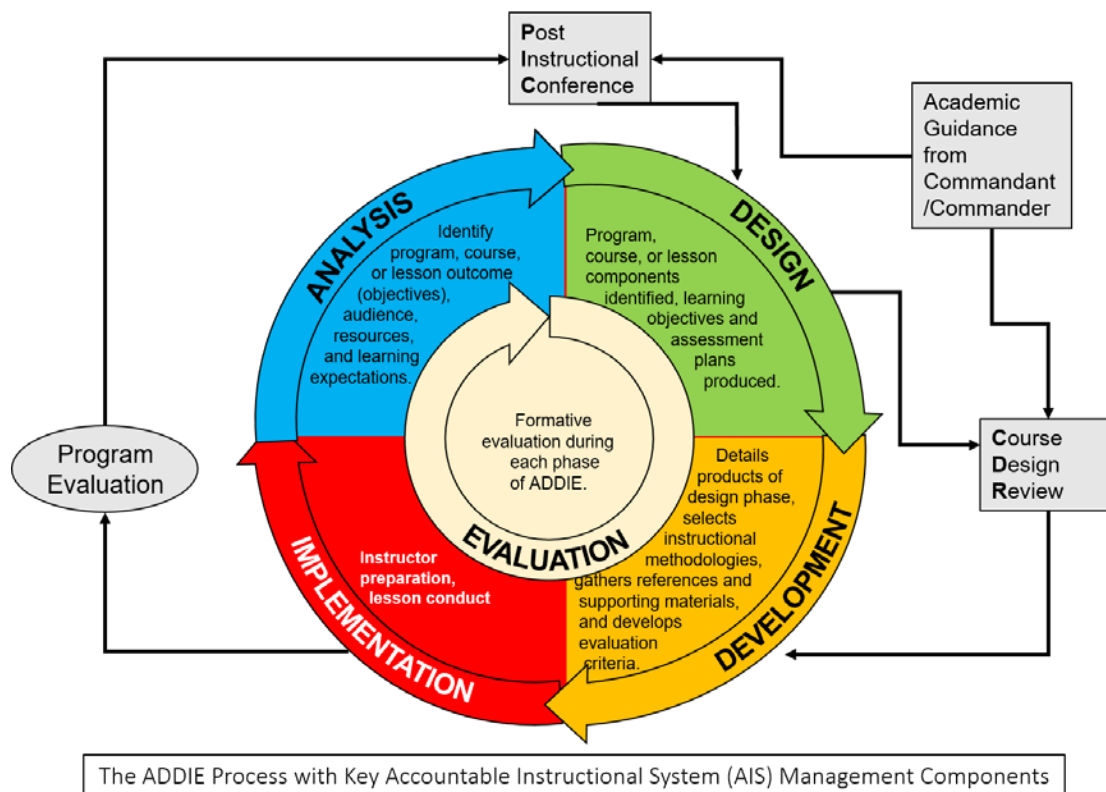 Post
Instructional
Conference
Academic
Guidance
from
Commandant
/Commander
ANALYSIS
Identify
program, course,
or lesson outcome
(objectives),
audience,
resources,
and learning
expectations.
DESIGN
Program,
course, or lesson
components
identified, learning
objectives and
assessment
plans
produced.
Formative
evaluation during
each phase
of ADDIE.
EVALUATION
Program
Evaluation
Course
Design
Review
Details
products of
design phase,
selects
instructional
methodologies,
gathers references and
supporting materials,
and develops
evaluation
criteria.
DEVELOPMENT
Instructor
preparation,
lesson conduct
IMPLEMENTATION
The ADDIE Process with Key Accountable Instructional System (AIS) Management Components